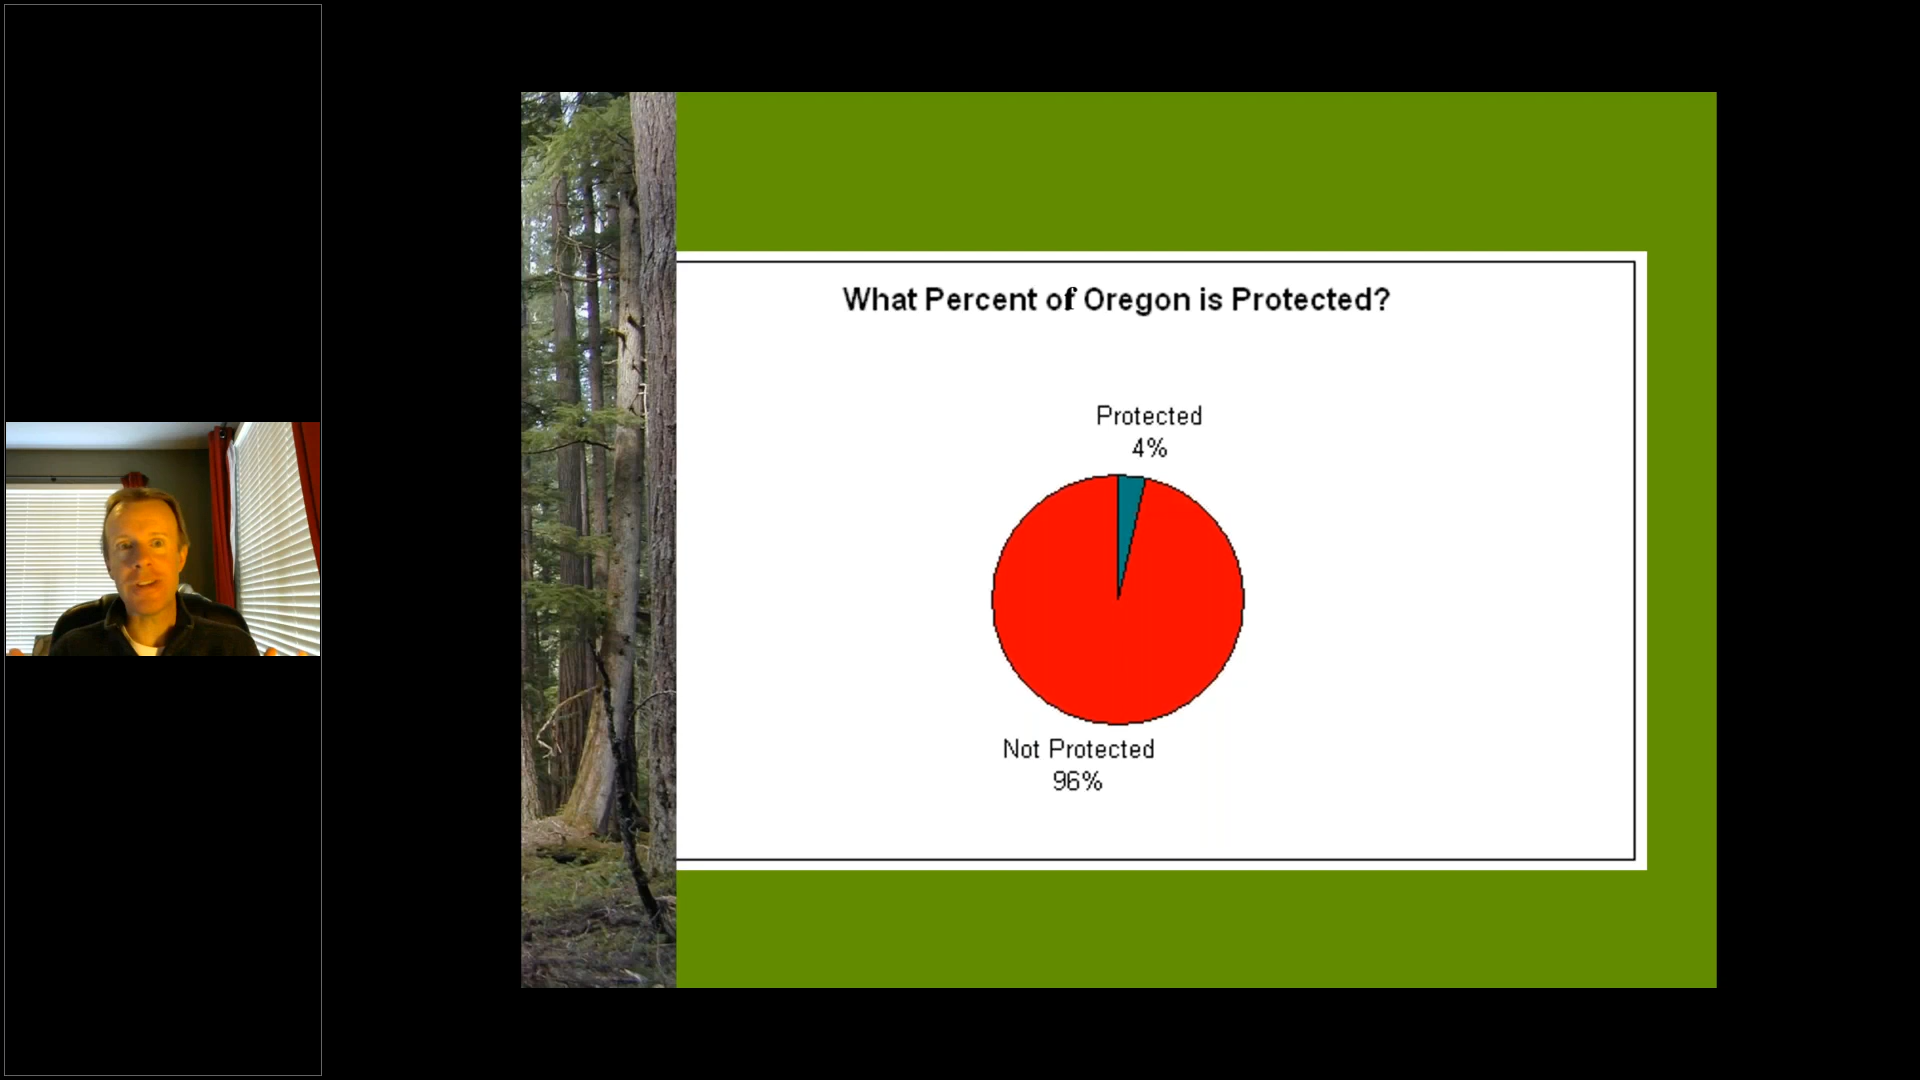 What Percent of Oregon is Protected?
Protected
4%
Not Protected
96%